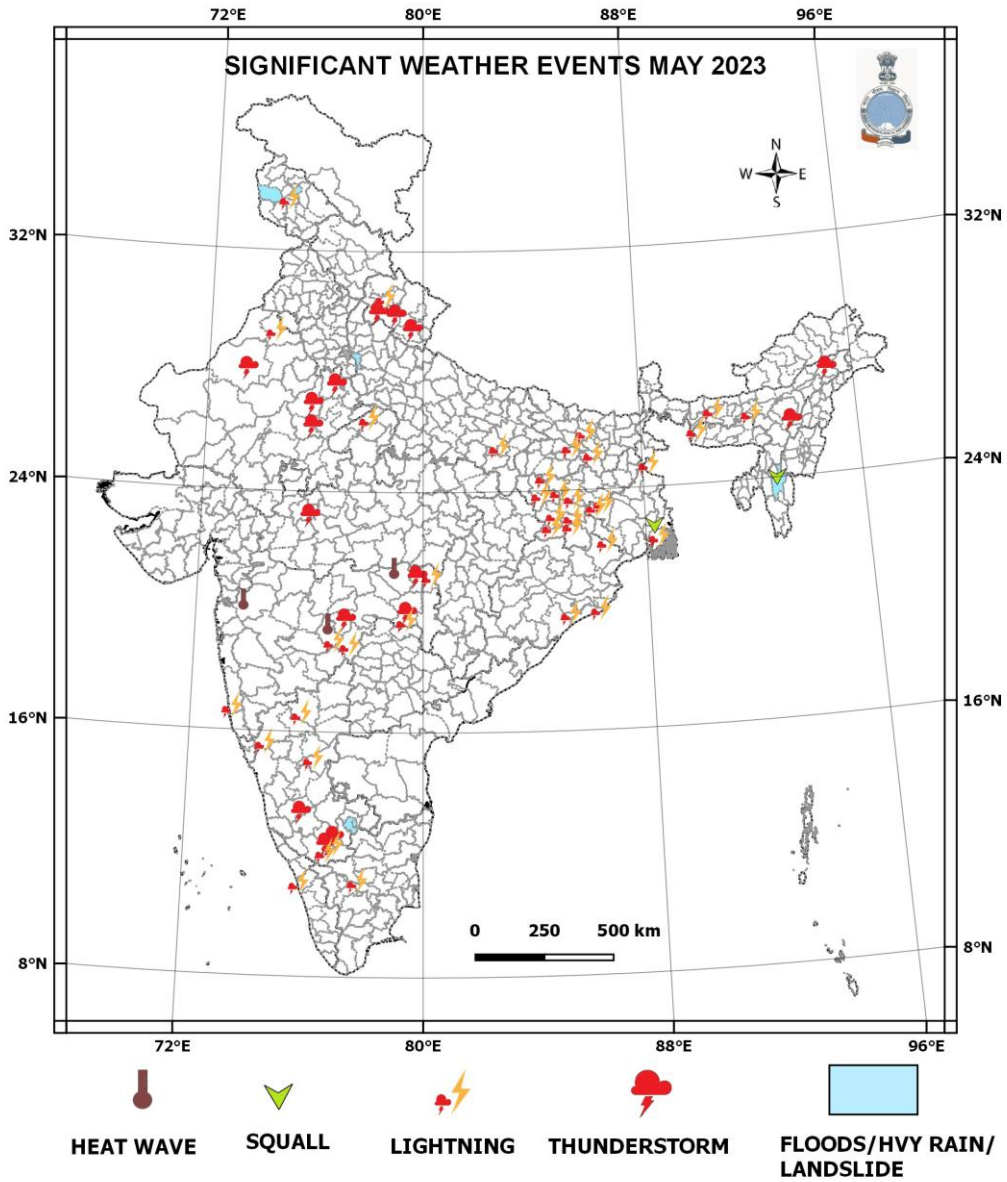 72°E 80°E 88°E 96°E
SIGNIFICANT WEATHER EVENTS MAY 2023
N
W E
S
32°N 32°N
24°N 24°N
16°N 16°N
0 250 500 km
8°N 8°N
72°E 80°E 88°E 96°E
HEAT WAVE SQUALL LIGHTNING THUNDERSTORM FLOODS/HVY RAIN/
LANDSLIDE